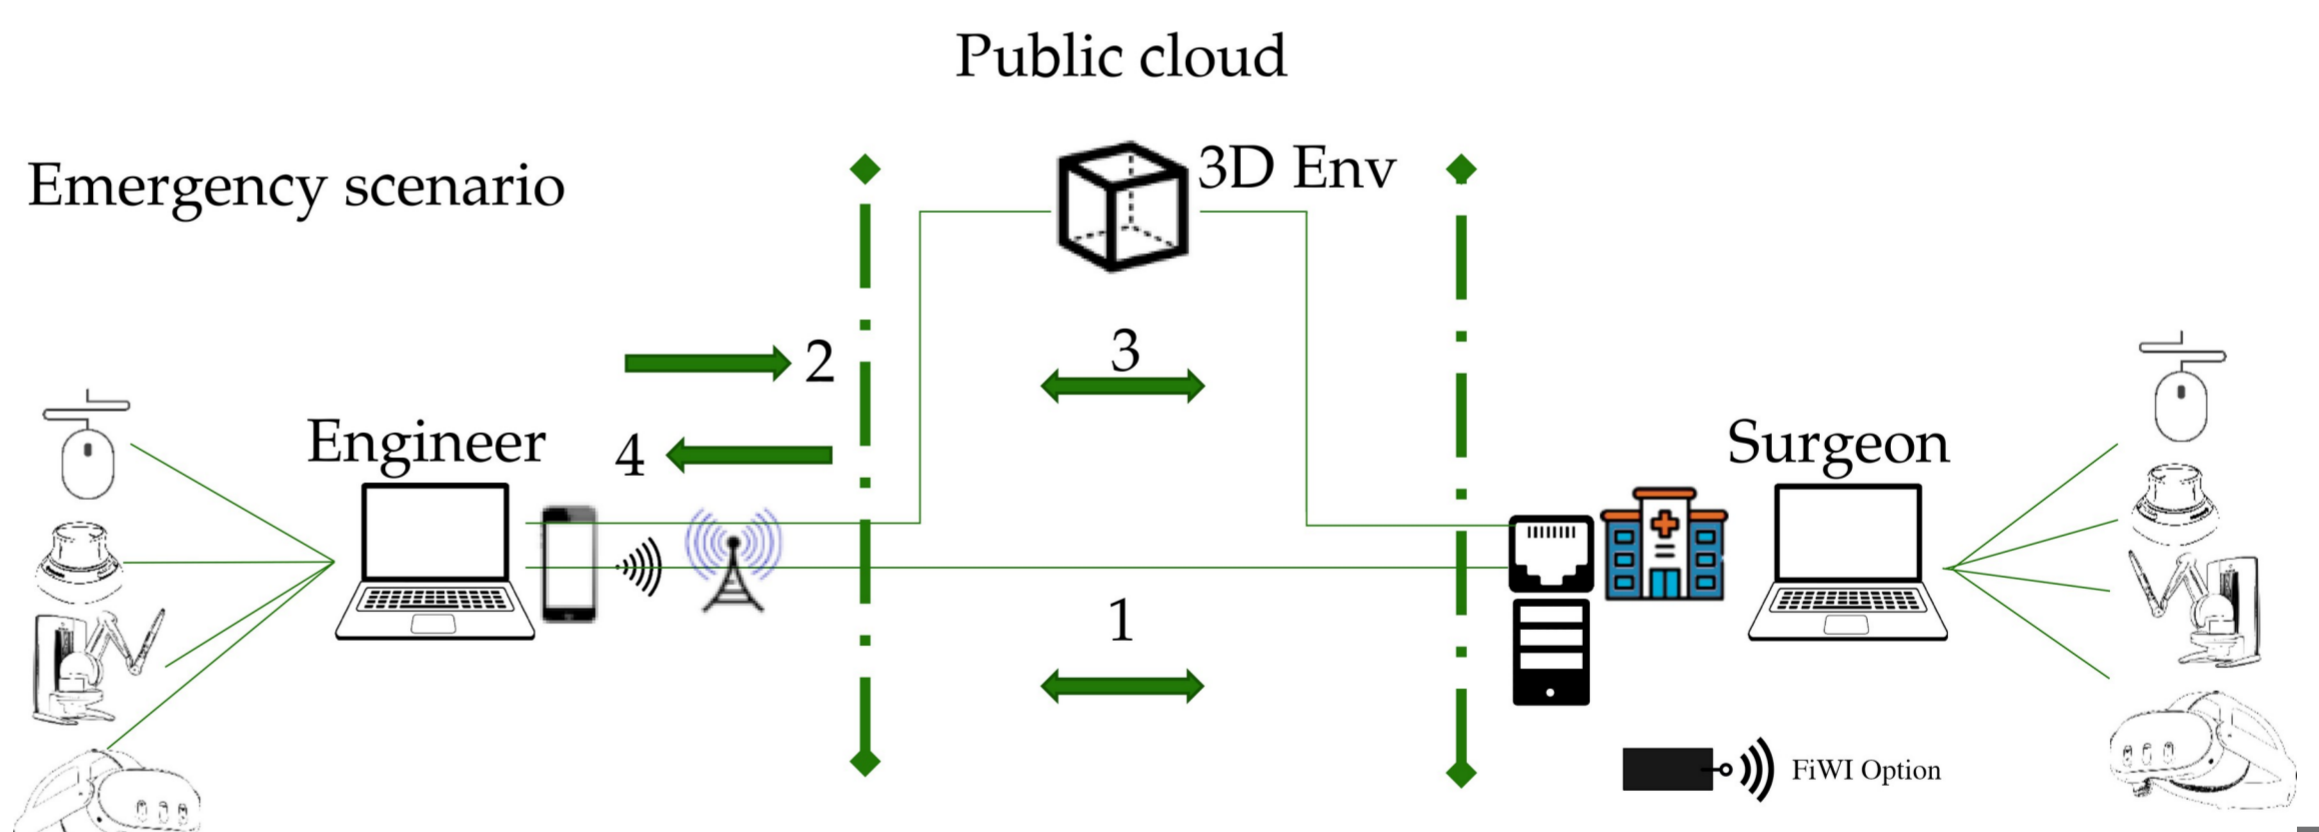 Public cloud
3D Env
Emergency scenario
2
3
Engineer
4
Surgeon
1
FiWI Option